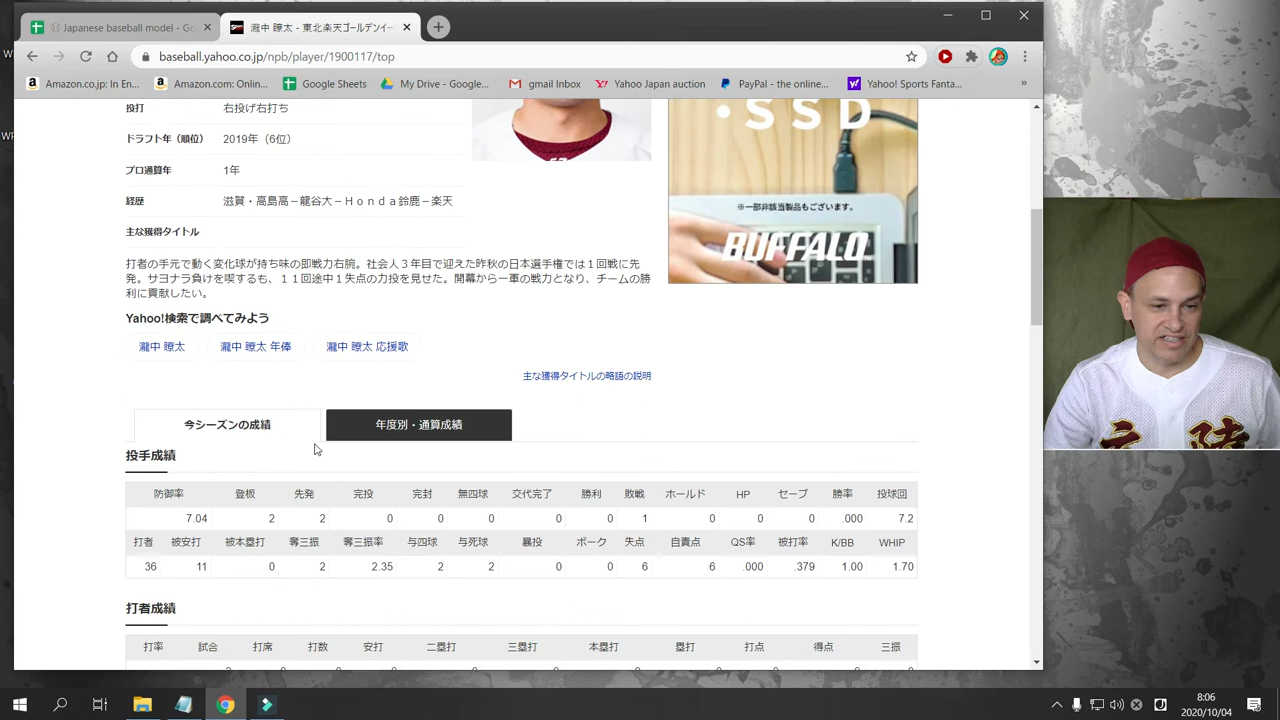 Japanese baseball model - Go
瀧中 瞭太 - 東北楽天ゴールデンイー
baseball.yahoo.co.jp/npb/player/1900117/top
Amazon.co.jp: In En...
Amazon.com: Onlin...
Google Sheets
My Drive - Google...
gmail Inbox
Yahoo Japan auction
PayPal - the online...
Yahoo! Sports Fanta...
投打 右投げ右打ち
ドラフト年（順位） 2019年（6位）
プロ通算年 1年
経歴 滋賀・高島高－龍谷大－Ｈｏｎｄａ鈴鹿－楽天
主な獲得タイトル
打者の手元で動く変化球が持ち味の即戦力右腕。社会人３年目で迎えた昨秋の日本選手権では１回戦に先
発。サヨナラ負けを喫するも、１１回途中１失点の力投を見せた。開幕から一軍の戦力となり、チームの勝
利に貢献したい。
・SSD
※一部非該当製品もございます。
BUFFALO
Yahoo!検索で調べてみよう
瀧中 瞭太 瀧中 瞭太 年俸 瀧中 瞭太 応援歌
主な獲得タイトルの略語の説明
今シーズンの成績 年度別・通算成績
投手成績
防御率 登板 先発 完投 完封 無四球 交代完了 勝利 敗戦 ホールド HP セーブ 勝率 投球回
7.04 2 2 0 0 0 0 0 1 0 0 0 .000 7.2
打者 被安打 被本塁打 奪三振 奪三振率 与四球 与死球 暴投 ボーク 失点 自責点 QS率 被打率 K/BB WHIP
36 11 0 2 2.35 2 2 0 0 6 6 .000 .379 1.00 1.70
打者成績
打率 試合 打席 打数 安打 二塁打 三塁打 本塁打 塁打 打点 得点 三振
8:06
2020/10/04